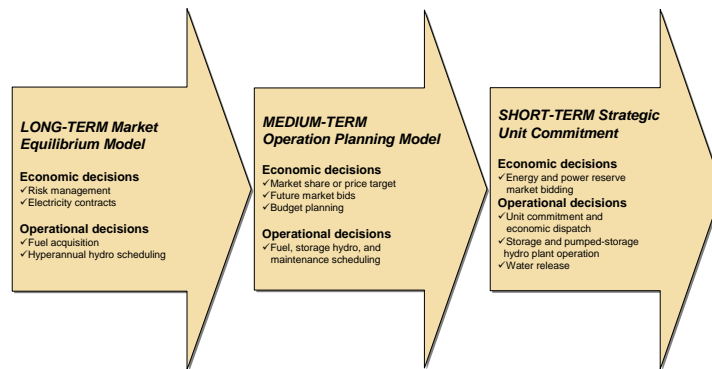 LONG-TERM Market
Equilibrium Model
Economic decisions
✓Risk management
✓Electricity contracts
Operational decisions
✓Fuel acquisition
✓Hyperannual hydro scheduling
MEDIUM-TERM
Operation Planning Model
Economic decisions
✓Market share or price target
✓Future market bids
✓Budget planning
Operational decisions
✓Fuel, storage hydro, and
maintenance scheduling
SHORT-TERM Strategic
Unit Commitment
Economic decisions
✓Energy and power reserve
market bidding
Operational decisions
✓Unit commitment and
economic dispatch
✓Storage and pumped-storage
hydro plant operation
✓Water release